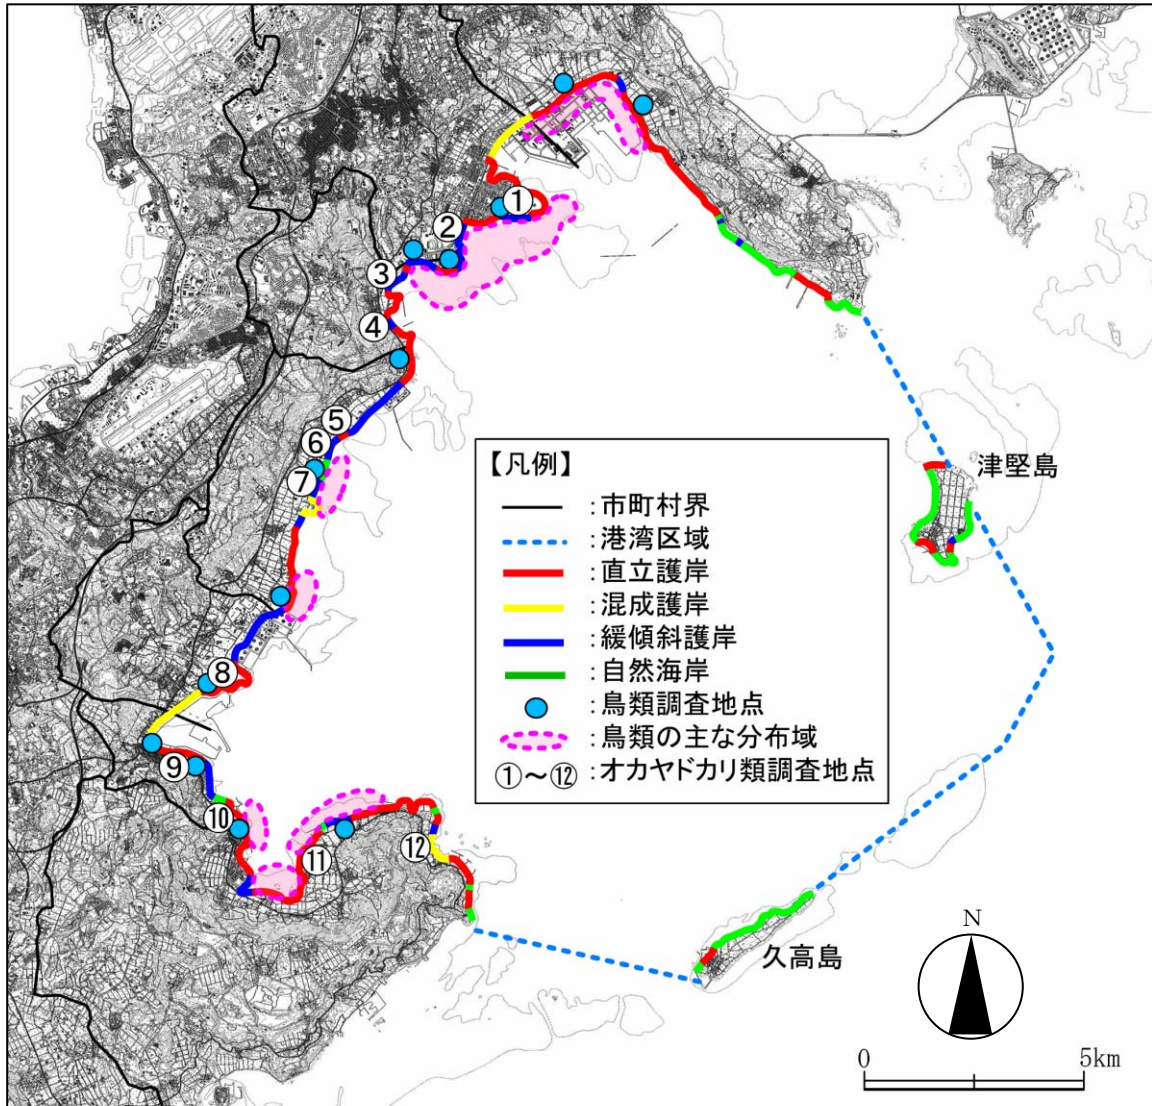 ①
②
③
④
⑤
⑥
⑦
⑧
⑨
⑩
⑪
⑫
【凡例】
:市町村界
:港湾区域
:直立護岸
:混成護岸
:緩傾斜護岸
:自然海岸
:鳥類調査地点
:鳥類の主な分布域
①～⑫:オカヤドカリ類調査地点
津堅島
久高島
N
0 5km